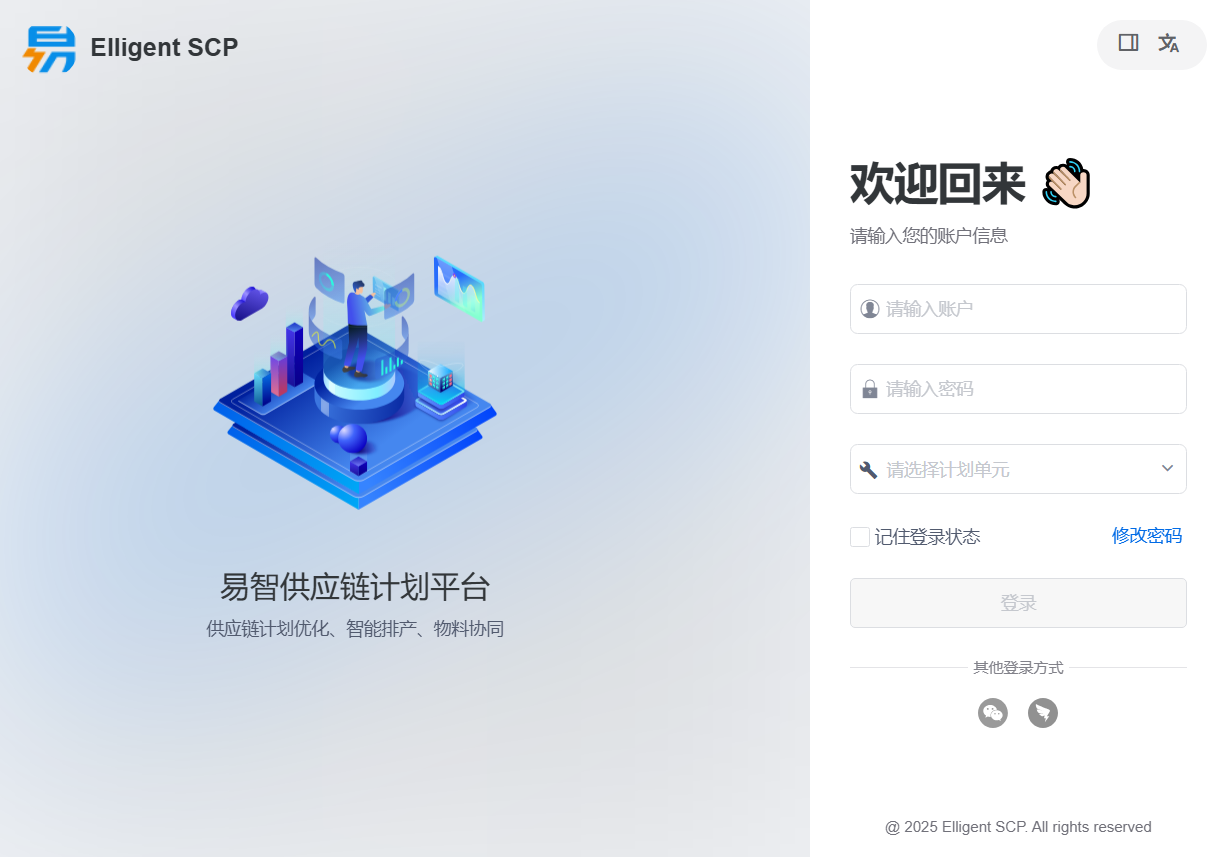 Elligent SCP
欢迎回来
请输入您的账户信息
请输入账户
请输入密码
请选择计划单元
记住登录状态
修改密码
登录
其他登录方式
易智供应链计划平台
供应链计划优化、智能排产、物料协同
@ 2025 Elligent SCP. All rights reserved